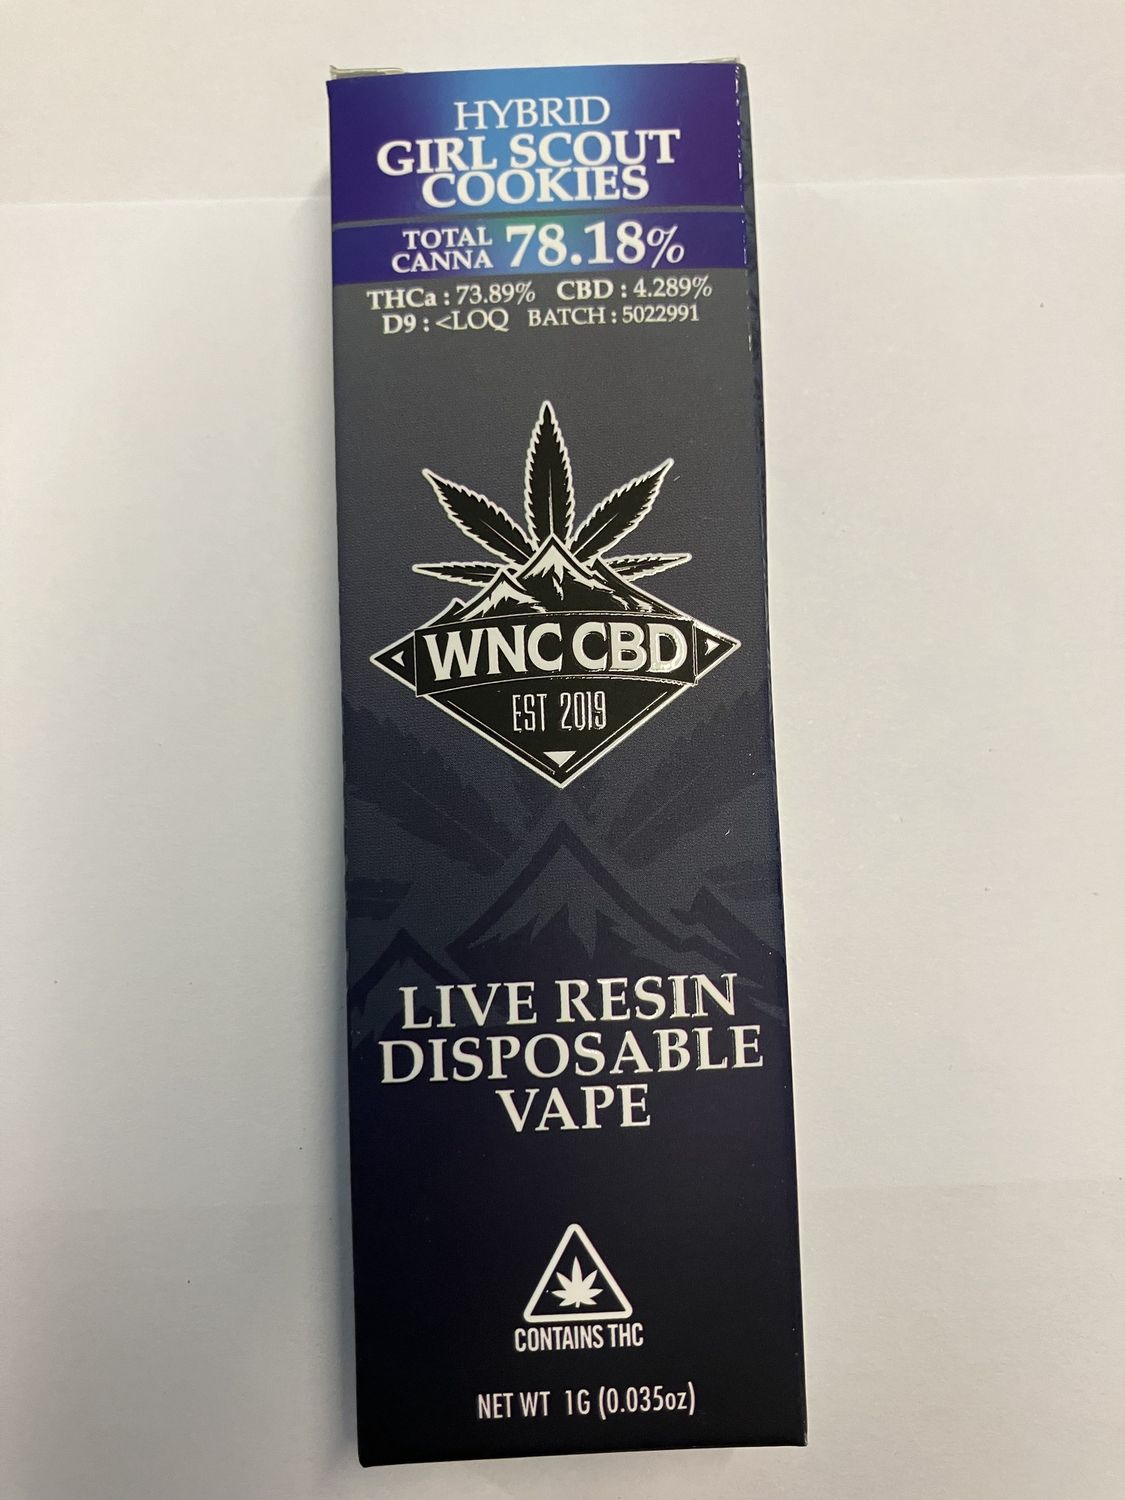 HYBRID
GIRL SCOUT
COOKIES
TOTAL
CANNA 78.18%
THCa : 73.89% CBD : 4.289%
D9 : <LOQ BATCH : 5022991
WNC CBD
EST 2019
LIVE RESIN
DISPOSABLE
VAPE
CONTAINS THC
NET WT 1G (0.035oz)